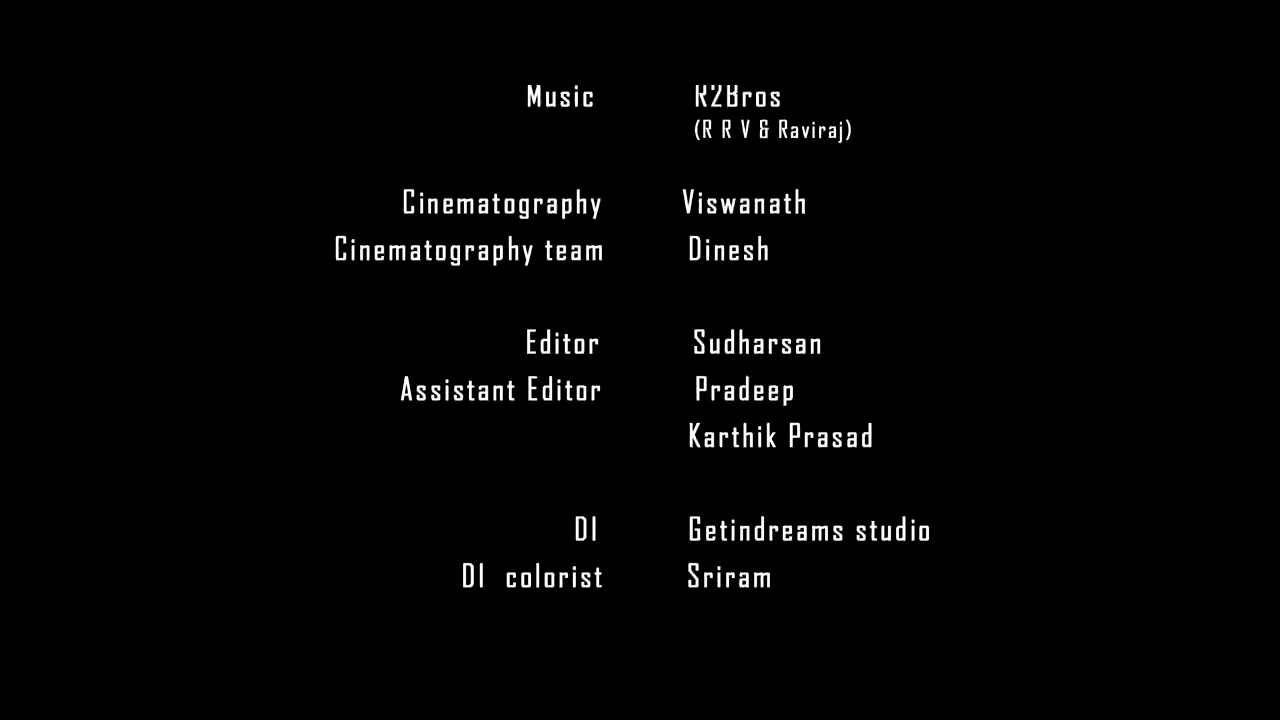 Music R2Bros
(R R V & Raviraj)
Cinematography Viswanath
Cinematography team Dinesh
Editor Sudharsan
Assistant Editor Pradeep
Karthik Prasad
DI Getindreams studio
DI colorist Sriram